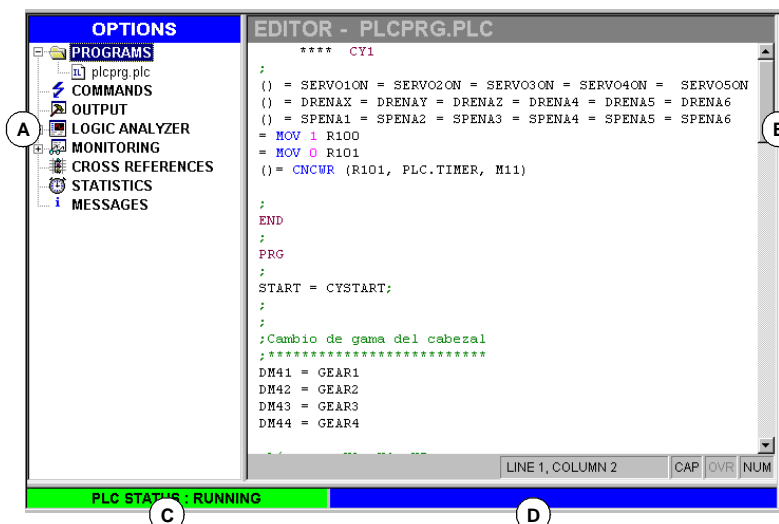 OPTIONS
PROGRAMS
plcprg.plc
COMMANDS
OUTPUT
LOGIC ANALYZER
MONITORING
CROSS REFERENCES
STATISTICS
MESSAGES
A
EDITOR - PLCPRG.PLC
**** CY1
;
() = SERVO1ON = SERVO2ON = SERVO3ON = SERVO4ON = SERVO5ON
() = DRENAX = DRENAY = DRENAZ = DRENA4 = DRENA5 = DRENA6
() = SPENA1 = SPENA2 = SPENA3 = SPENA4 = SPENA5 = SPENA6
= MOV 1 R100
= MOV 0 R101
()= CNCWR (R101, PLC.TIMER, M11)
;
END
;
PRG
;
START = CYSTART;
;
;
;Cambio de gama del cabezal
;**************************
DM41 = GEAR1
DM42 = GEAR2
DM43 = GEAR3
DM44 = GEAR4
LINE 1, COLUMN 2
CAP OVR NUM
PLC STATUS : RUNNING
C
D